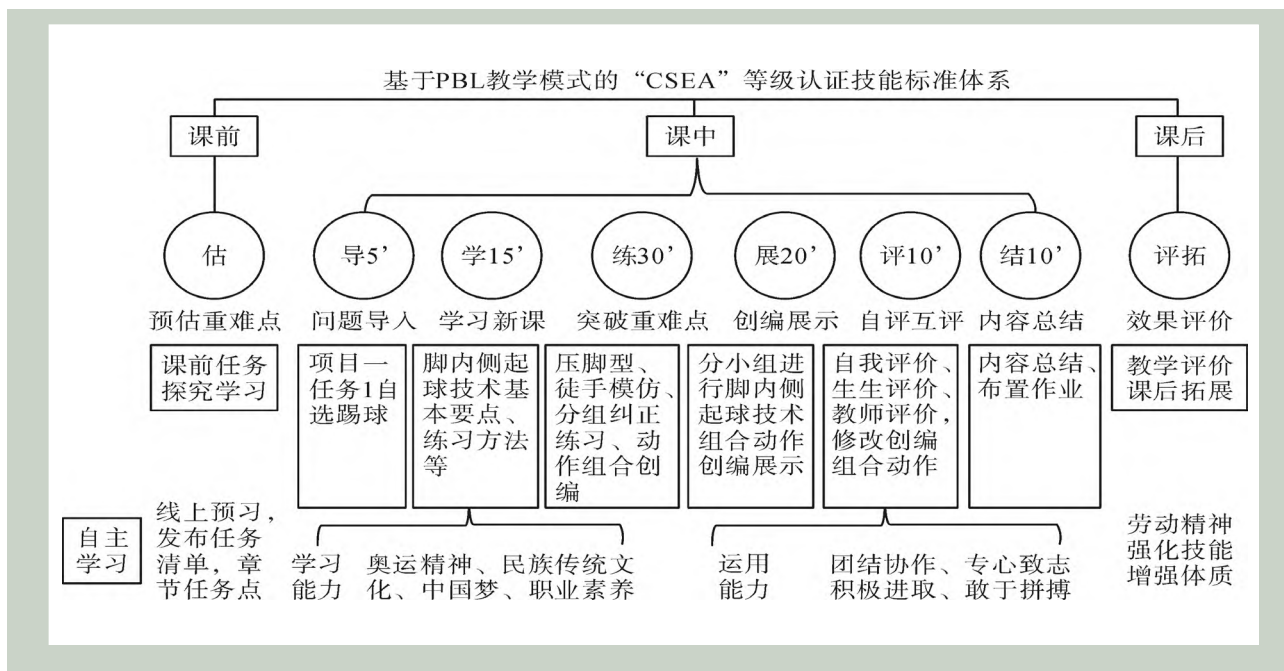 基于PBL教学模式的“CSEA”等级认证技能标准体系
课前
课中
课后
估
导5’
学15’
练30’
展20’
评10’
结10’
评拓
预估重难点
问题导入
学习新课
突破重难点
创编展示
自评互评
内容总结
效果评价
课前任务
探究学习
项目一
任务1自
选踢球
脚内侧起
球技术基
本要点、
练习方法
等
压脚型、
徒手模仿、
分组纠正
练习、动
作组合创
编
分小组进
行脚内侧
起球技术
组合动作
创编展示
自我评价、
生生评价、
教师评价，
修改创编
组合动作
内容总结、
布置作业
教学评价
课后拓展
自主
学习
线上预习，
发布任务
清单，章
节任务点
学习
能力
奥运精神、民族传统文
化、中国梦、职业素养
运用
能力
团结协作、专心致志
积极进取、敢于拼搏
劳动精神
强化技能
增强体质